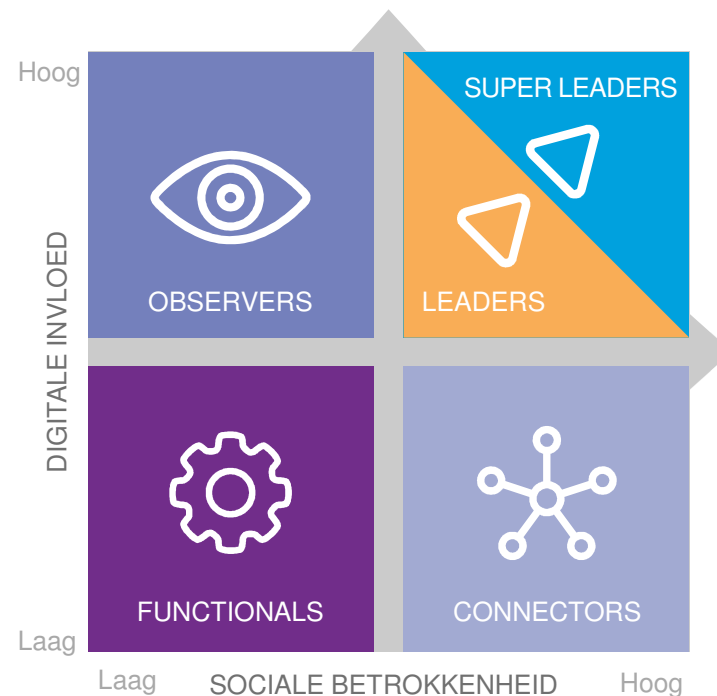 Hoog
SUPER LEADERS
OBSERVERS
LEADERS
DIGITALE INVLOED
FUNCTIONALS
CONNECTORS
Laag
Laag
SOCIALE BETROKKENHEID
Hoog